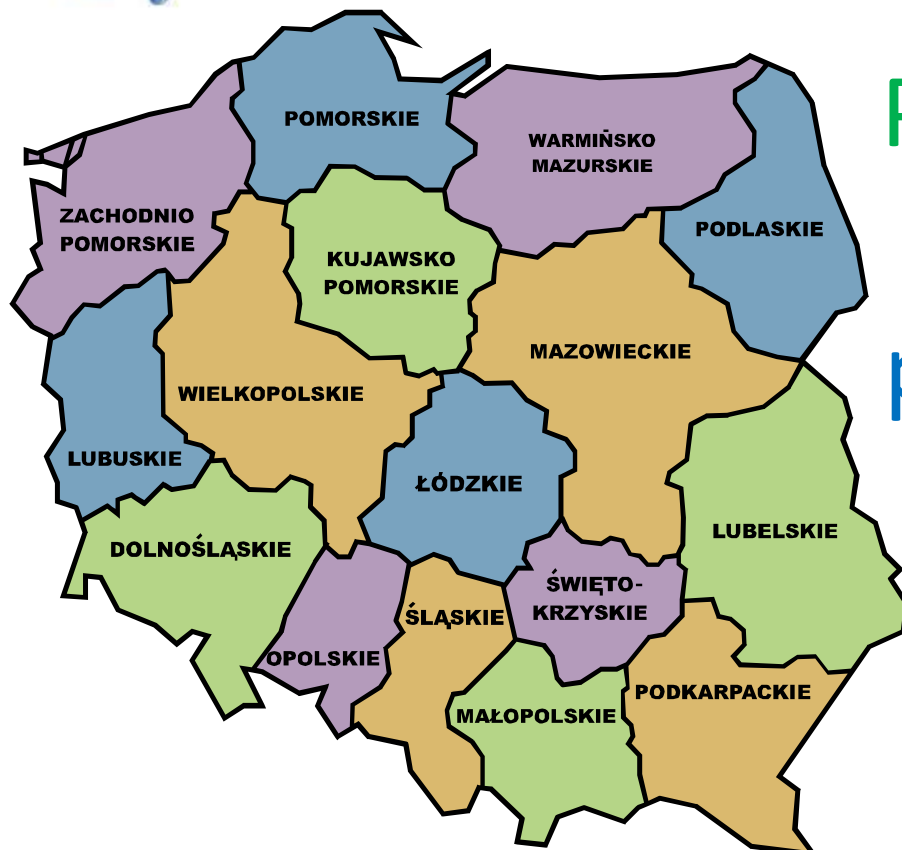 POMORSKIE
WARMIŃSKO
MAZURSKIE
ZACHODNIO
POMORSKIE
PODLASKIE
KUJAWSKO
POMORSKIE
MAZOWIECKIE
WIELKOPOLSKIE
LUBUSKIE
ŁÓDZKIE
LUBELSKIE
DOLNOŚLĄSKIE
ŚWIĘTO-
KRZYSKIE
ŚLĄSKIE
OPOLSKIE
PODKARPACKIE
MAŁOPOLSKIE